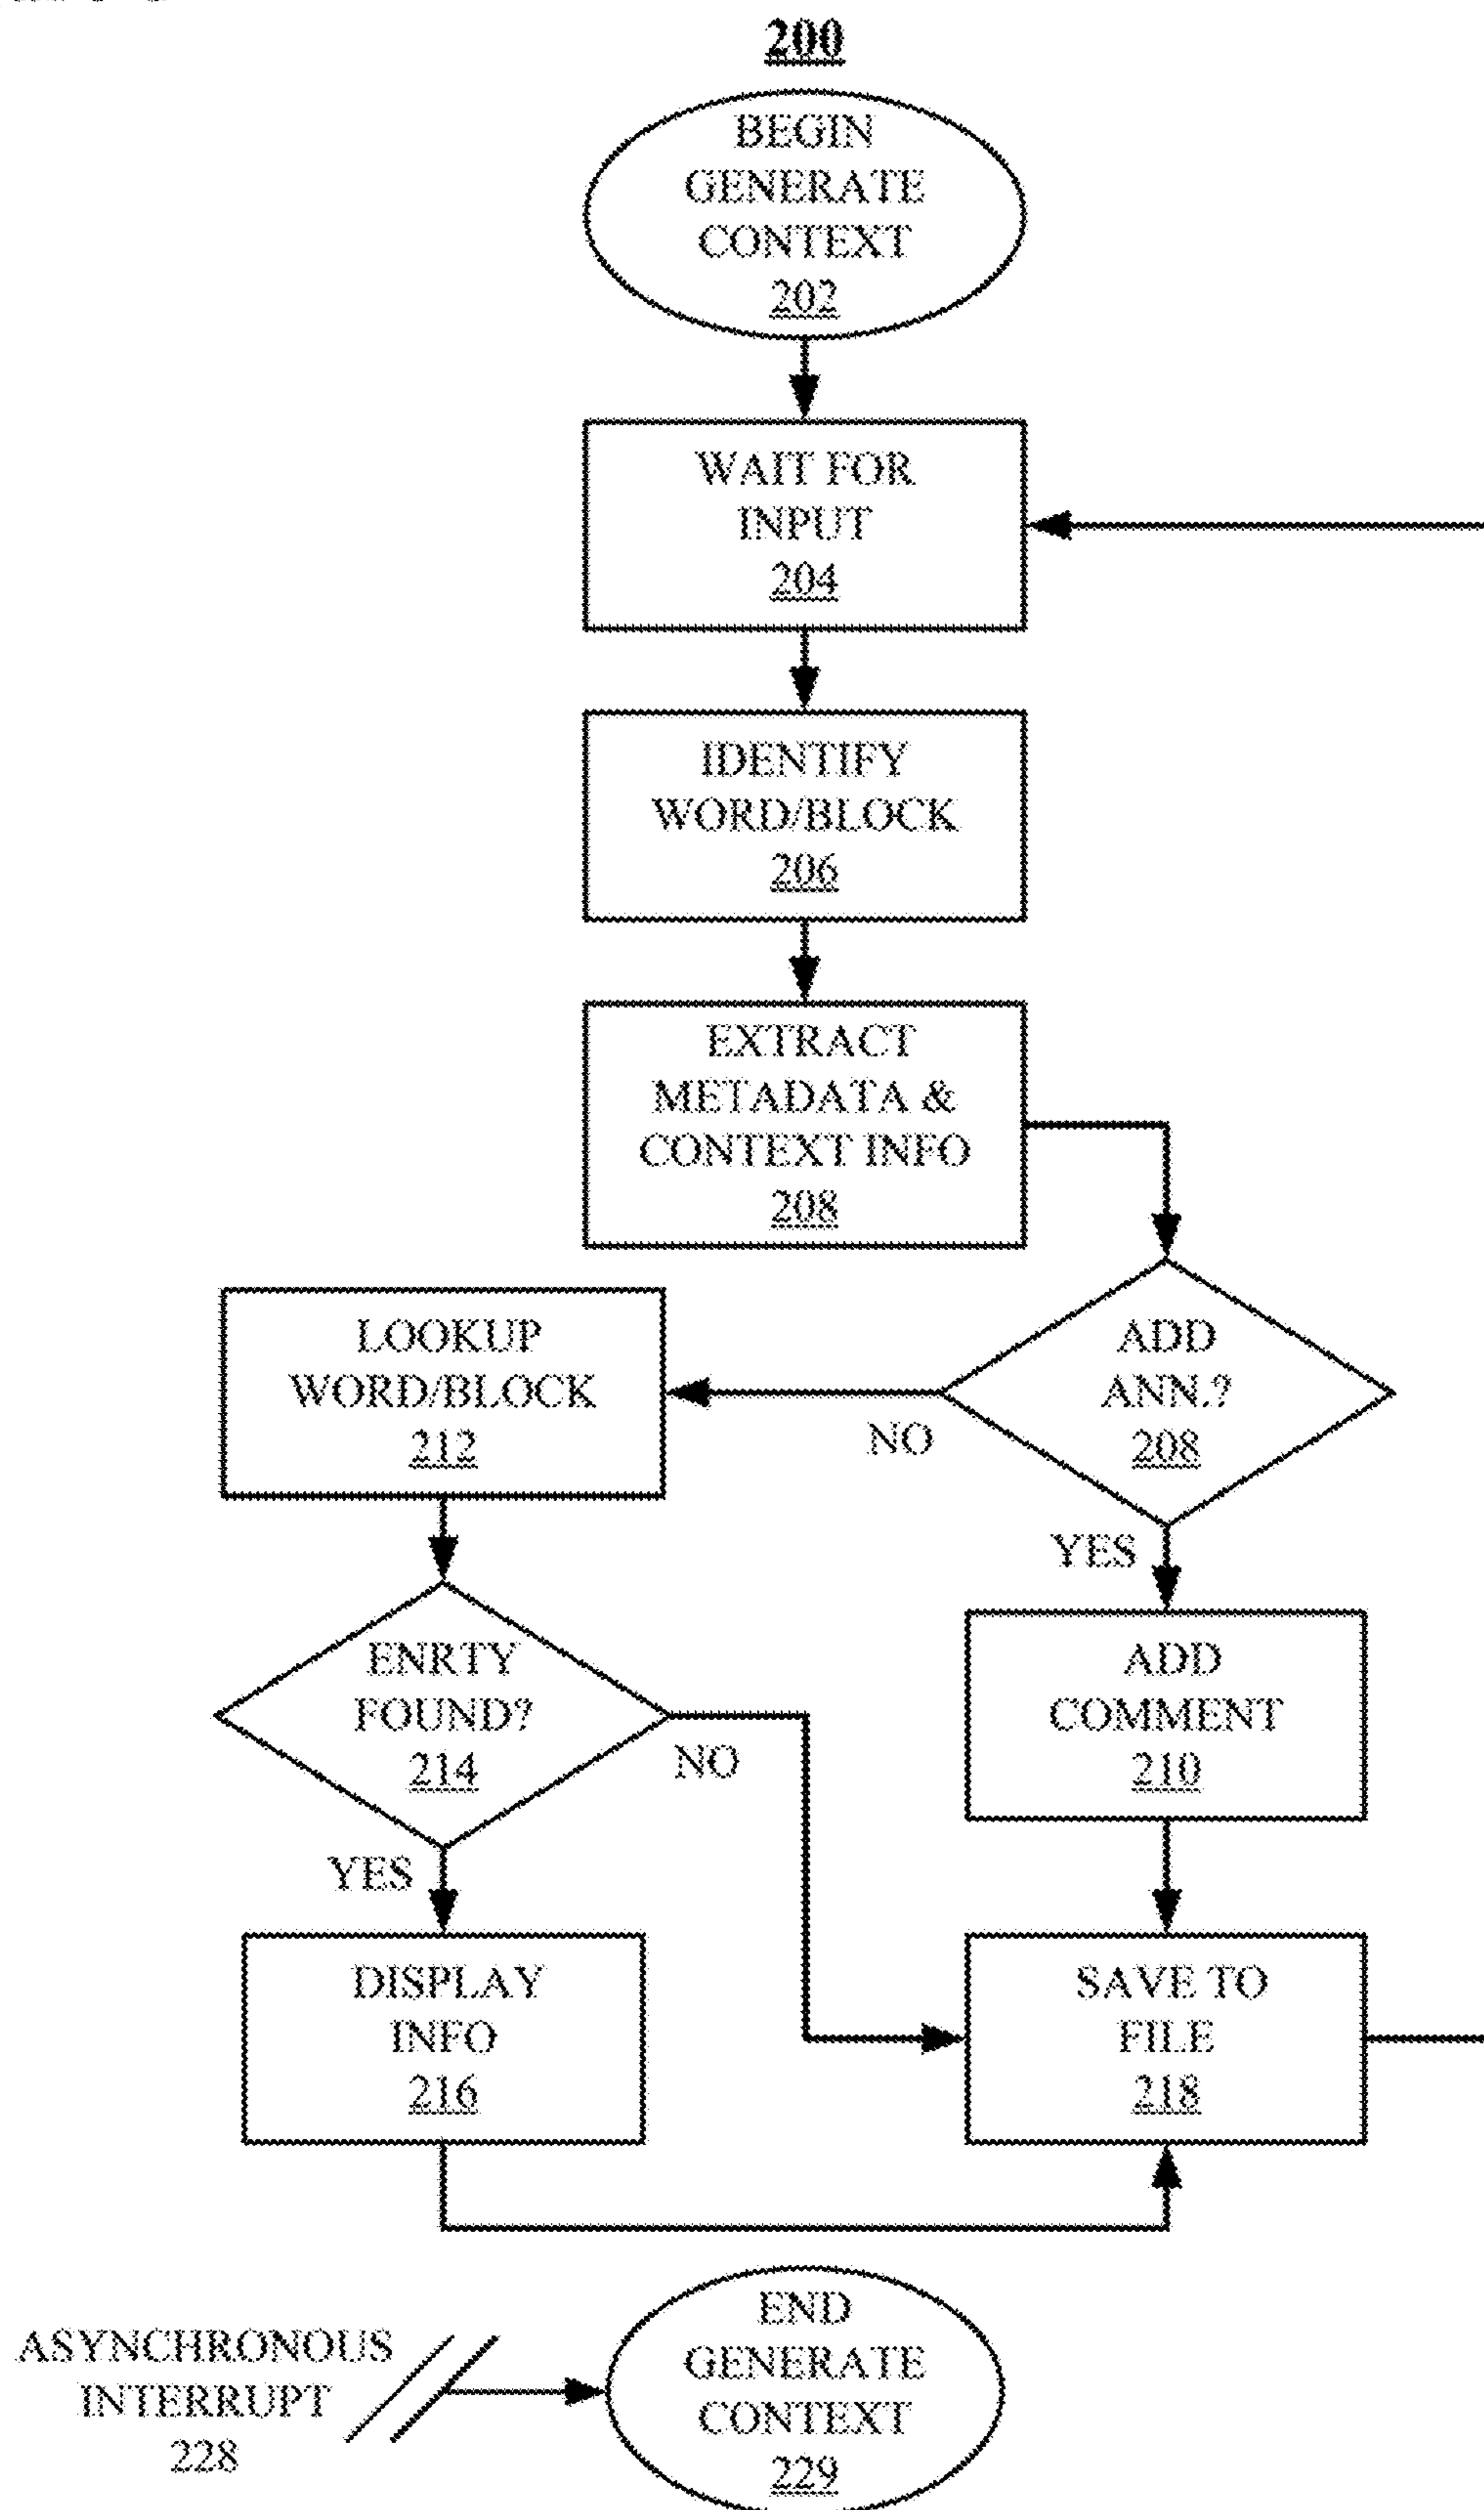 200
BEGIN
GENERATE
CONTEXT
202
WAIT FOR
INPUT
204
IDENTIFY
WORD/BLOCK
206
EXTRACT
METADATA &
CONTEXT INFO
208
ADD
ANN.?
208
NO
YES
LOOKUP
WORD/BLOCK
212
ENRTY
FOUND?
214
NO
YES
ADD
COMMENT
210
DISPLAY
INFO
216
SAVE TO
FILE
218
ASYNCHRONOUS
INTERRUPT
228
END
GENERATE
CONTEXT
229